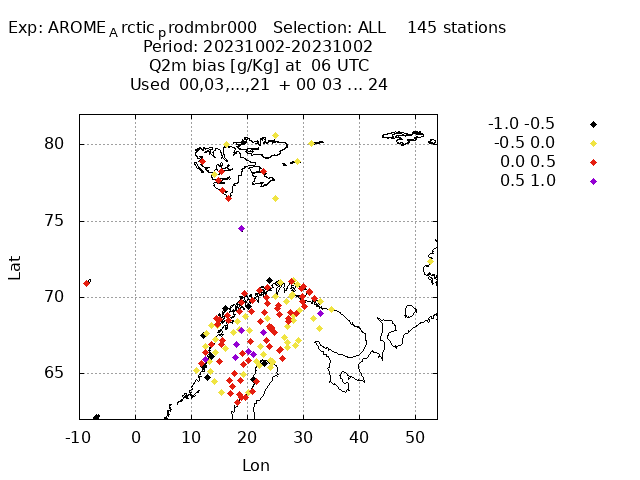 Exp: AROME_Arctic_prodmbr000   Selection: ALL    145 stations
Period: 20231002-20231002
Q2m bias [g/Kg] at  06 UTC
Used  00,03,...,21  + 00 03 ... 24
-1.0 -0.5
-0.5 0.0
0.0 0.5
0.5 1.0
80
75
70
65
Lat
-10 0 10 20 30 40 50
Lon